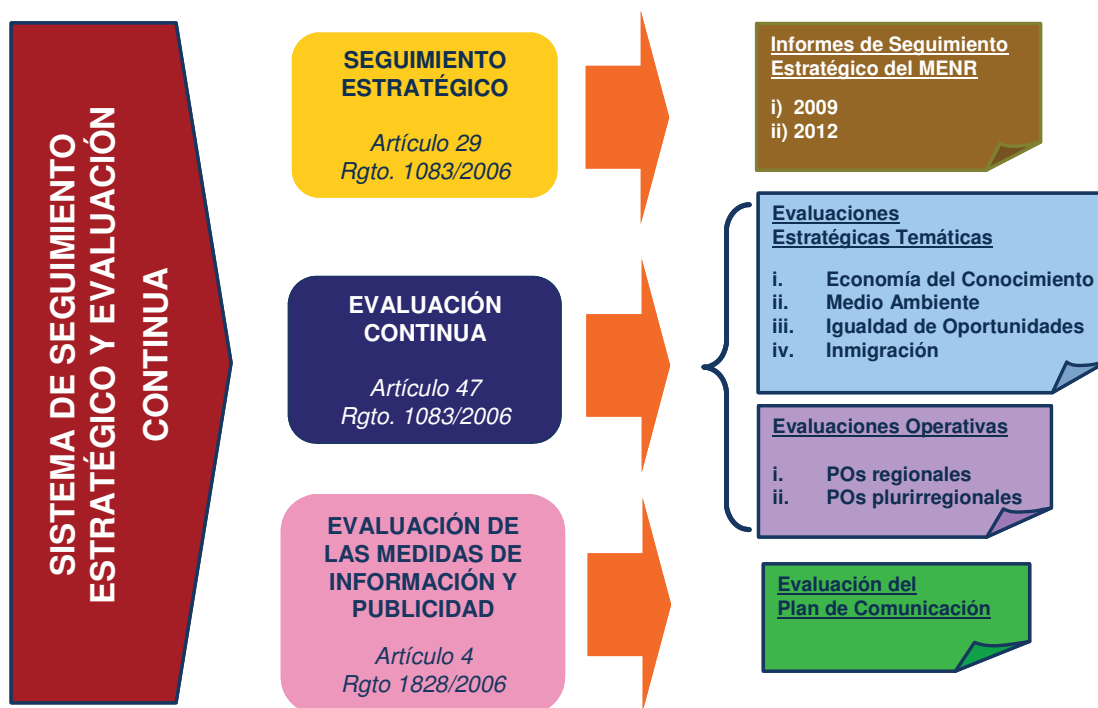 SISTEMA DE SEGUIMIENTO
ESTRATÉGICO Y EVALUACIÓN
CONTINUA
SEGUIMIENTO
ESTRATÉGICO
Artículo 29
Rgto. 1083/2006
Informes de Seguimiento
Estratégico del MENR
i) 2009
ii) 2012
EVALUACIÓN
CONTINUA
Artículo 47
Rgto. 1083/2006
Evaluaciones
Estratégicas Temáticas
i. Economía del Conocimiento
ii. Medio Ambiente
iii. Igualdad de Oportunidades
iv. Inmigración
Evaluaciones Operativas
i. POs regionales
ii. POs plurirregionales
EVALUACIÓN DE
LAS MEDIDAS DE
INFORMACIÓN Y
PUBLICIDAD
Artículo 4
Rgto 1828/2006
Evaluación del
Plan de Comunicación